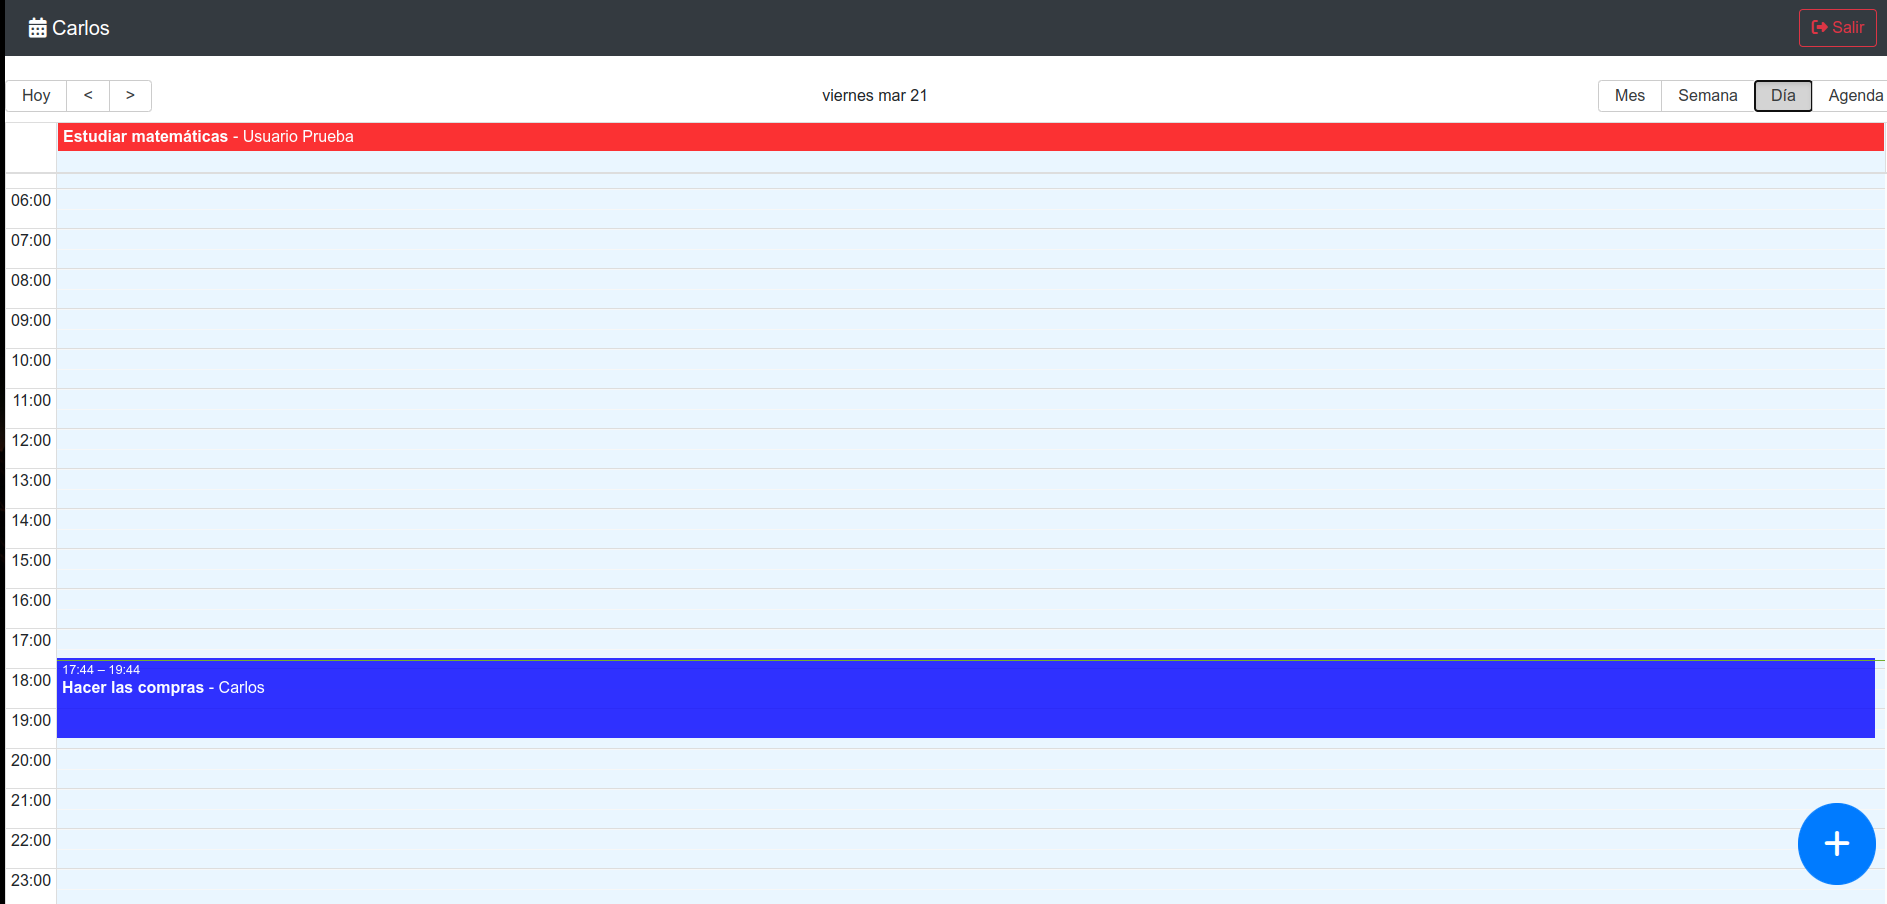 Carlos
Salir
Hoy < >
viernes mar 21
Mes Semana Día Agenda
Estudiar matemáticas - Usuario Prueba
06:00
07:00
08:00
09:00
10:00
11:00
12:00
13:00
14:00
15:00
16:00
17:00
17:44 – 19:44
18:00
Hacer las compras - Carlos
19:00
20:00
21:00
22:00
23:00